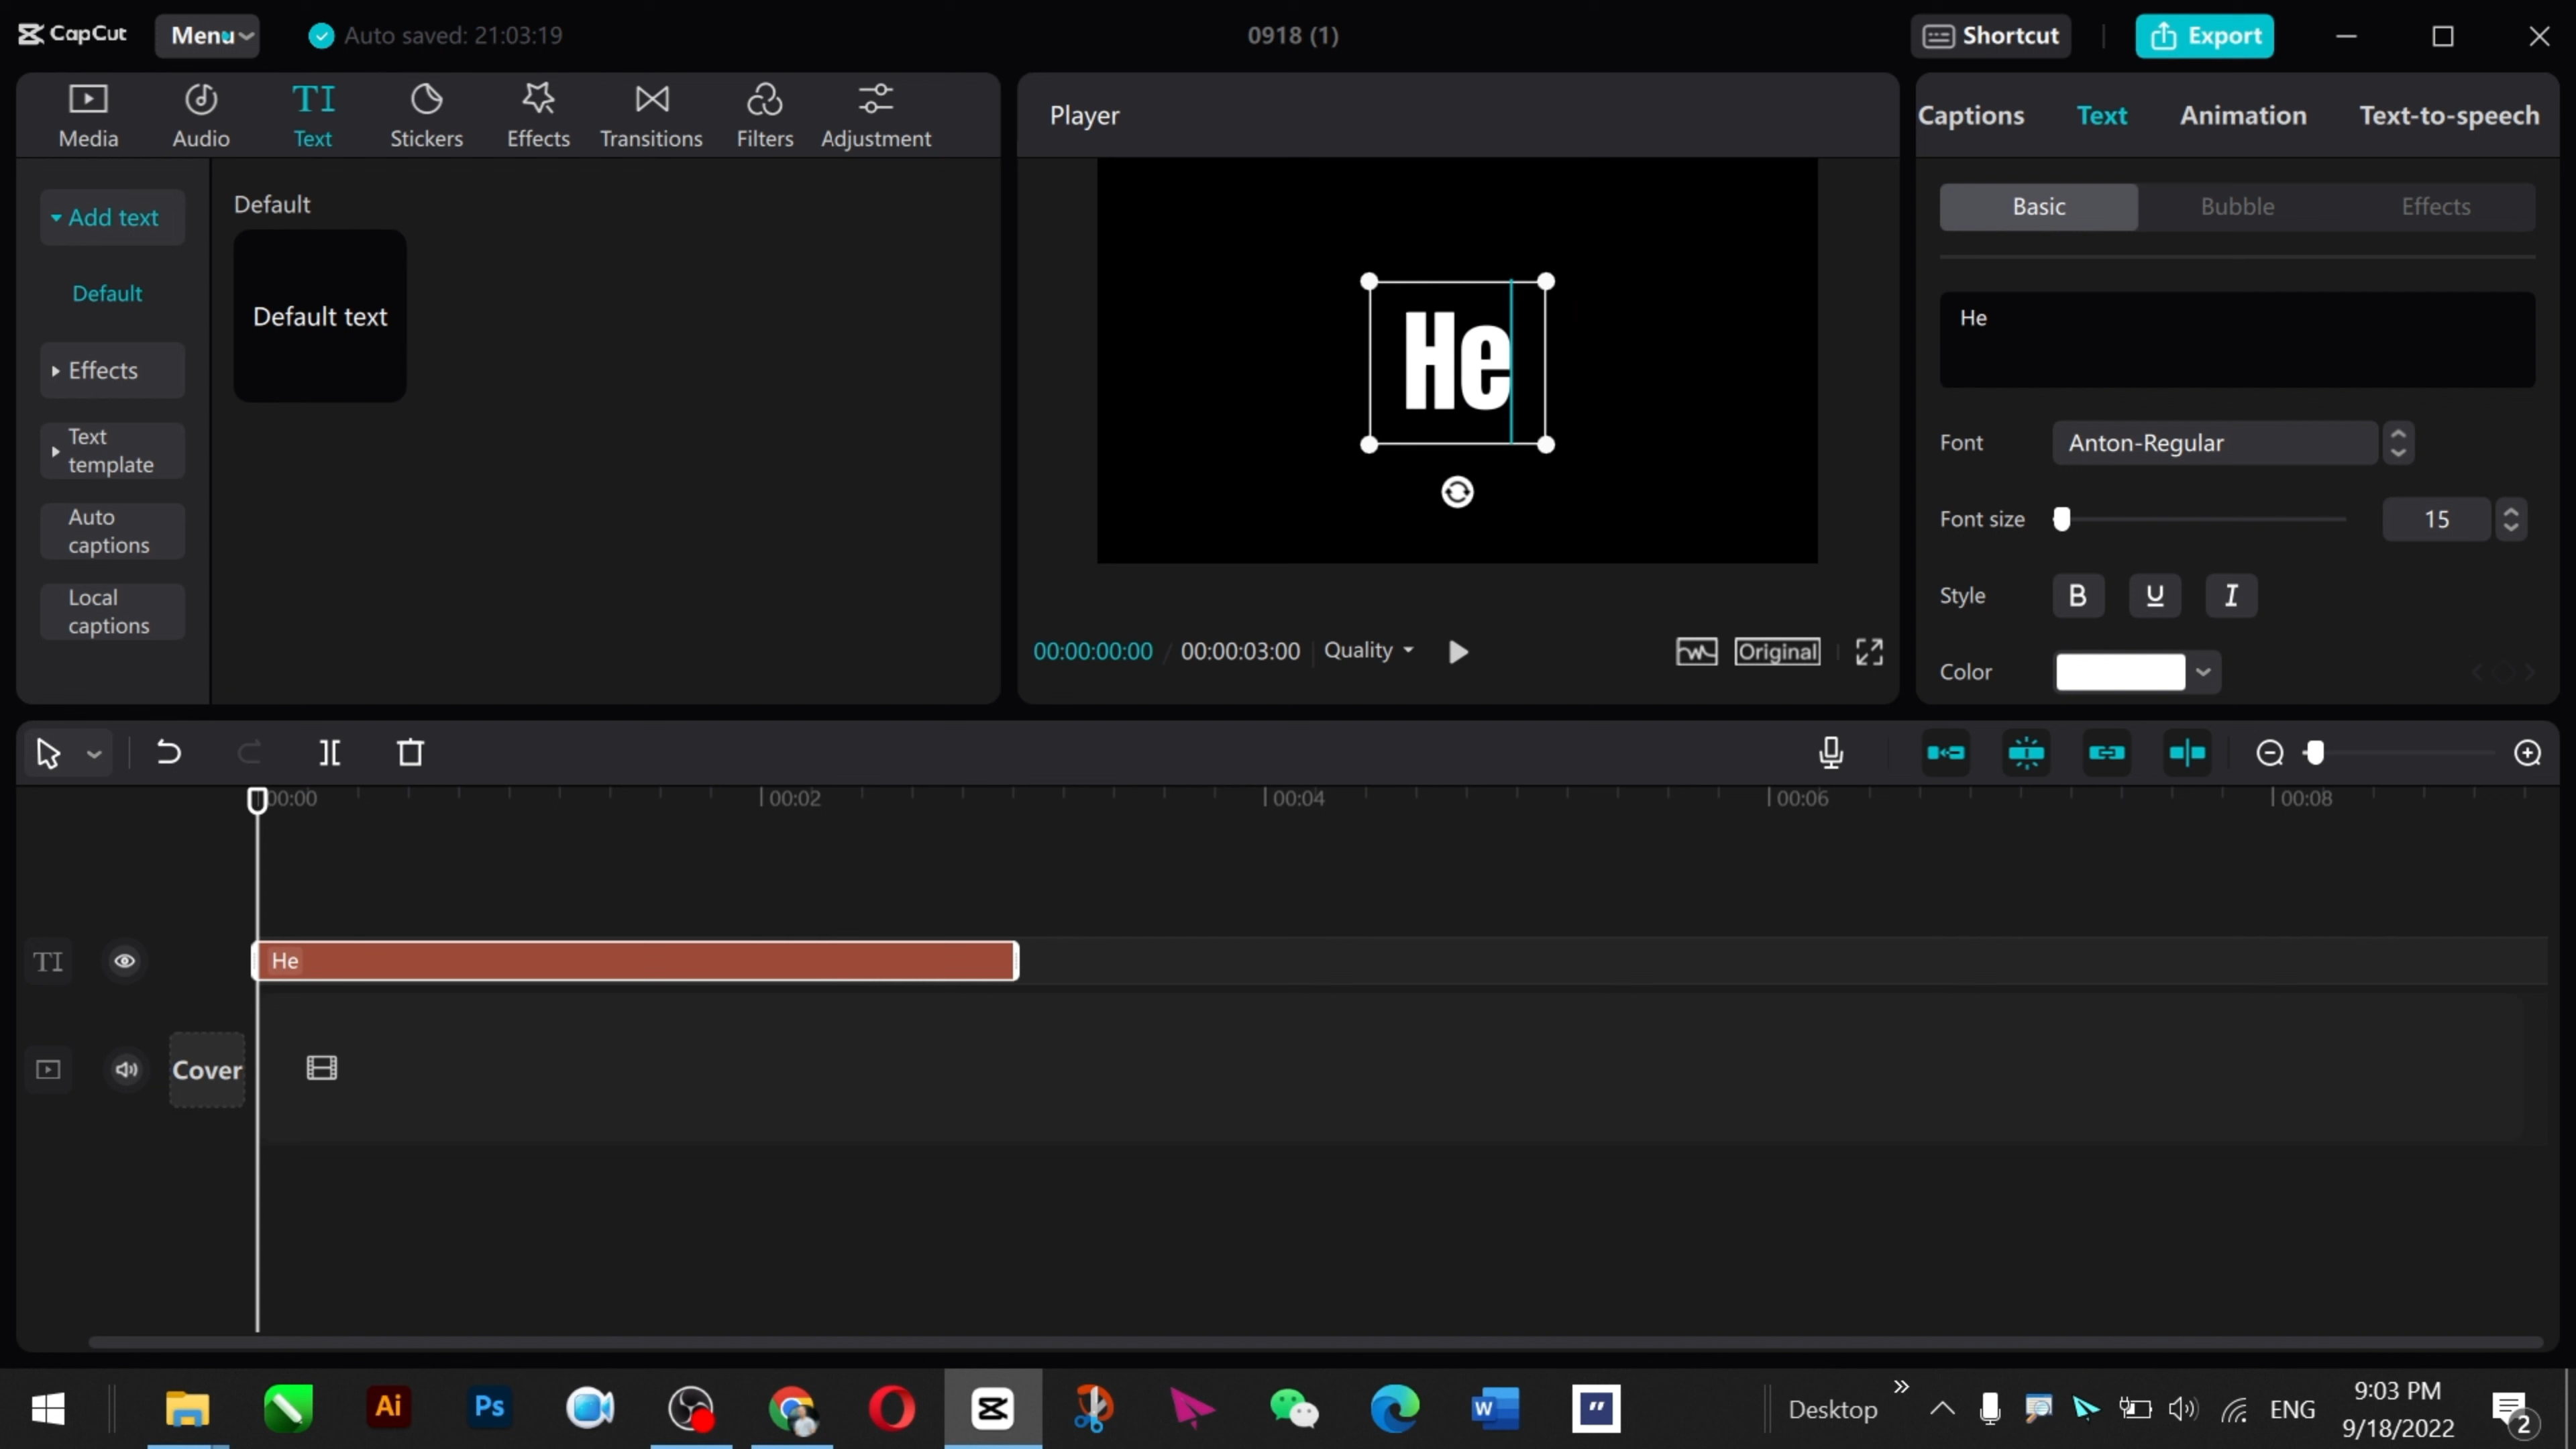 CapCut Menu Auto saved: 21:03:19 0918 (1) Shortcut Export
Media Audio TI Text Stickers Effects Transitions Filters Adjustment
Add text
Default
Effects
Text
template
Auto
captions
Local
captions
Default
Default text
Player
He
00:00:00:00 / 00:00:03:00 Quality Original
Captions Text Animation Text-to-speech
Basic Bubble Effects
He
Font Anton-Regular
Font size 15
Style B U I
Color
00:00 00:02 00:04 00:06 00:08
TI He
Cover
Ai Ps W Desktop ENG
9:03 PM
9/18/2022
2